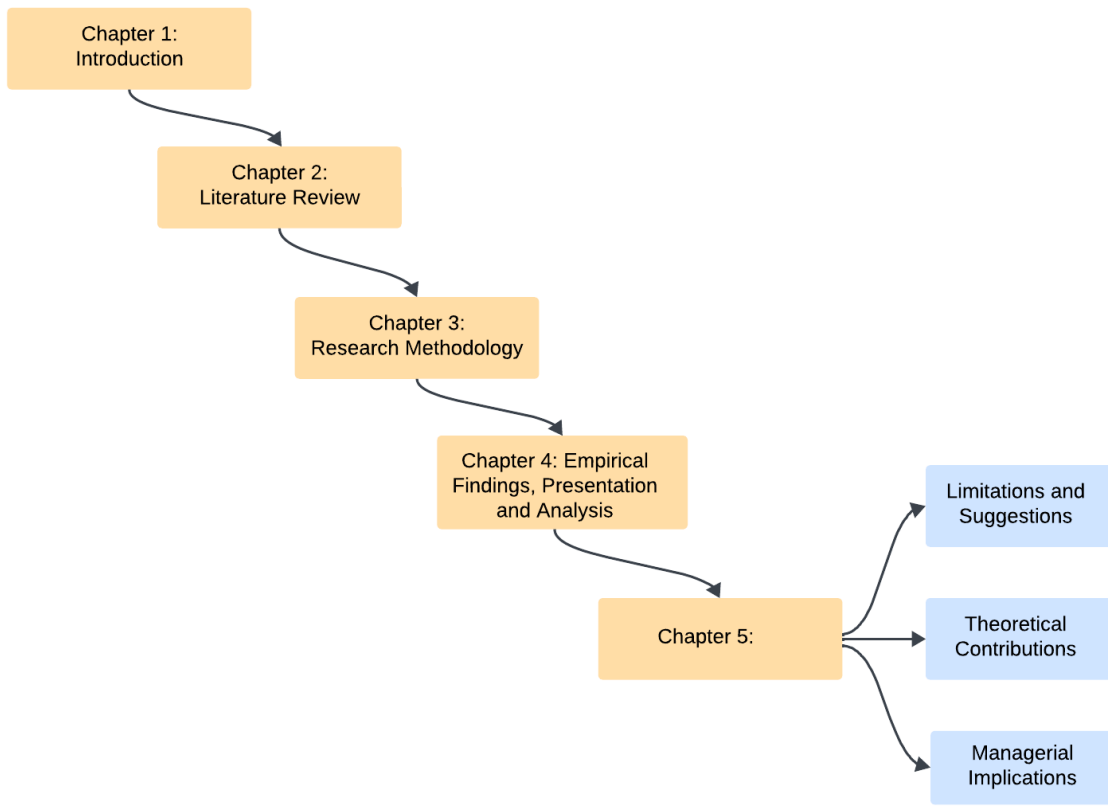 Chapter 1:
Introduction
Chapter 2:
Literature Review
Chapter 3:
Research Methodology
Chapter 4: Empirical
Findings, Presentation
and Analysis
Chapter 5:
Limitations and
Suggestions
Theoretical
Contributions
Managerial
Implications